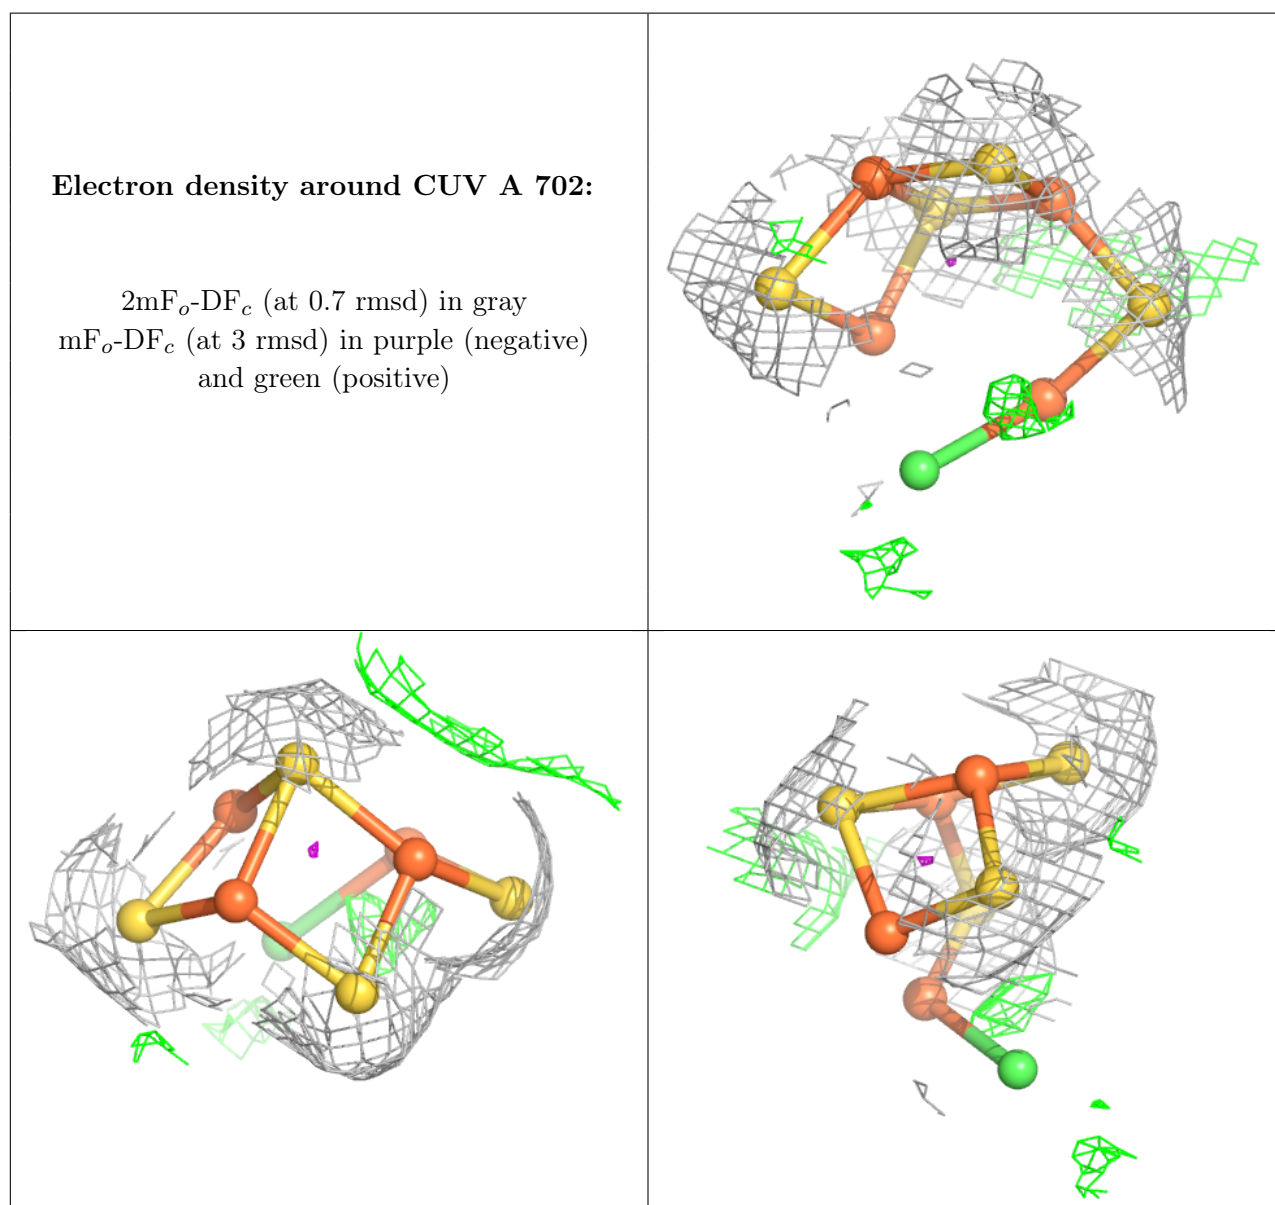 Electron density around CUV A 702:
2mFₒ-DF𝒸 (at 0.7 rmsd) in gray
mFₒ-DF𝒸 (at 3 rmsd) in purple (negative)
and green (positive)